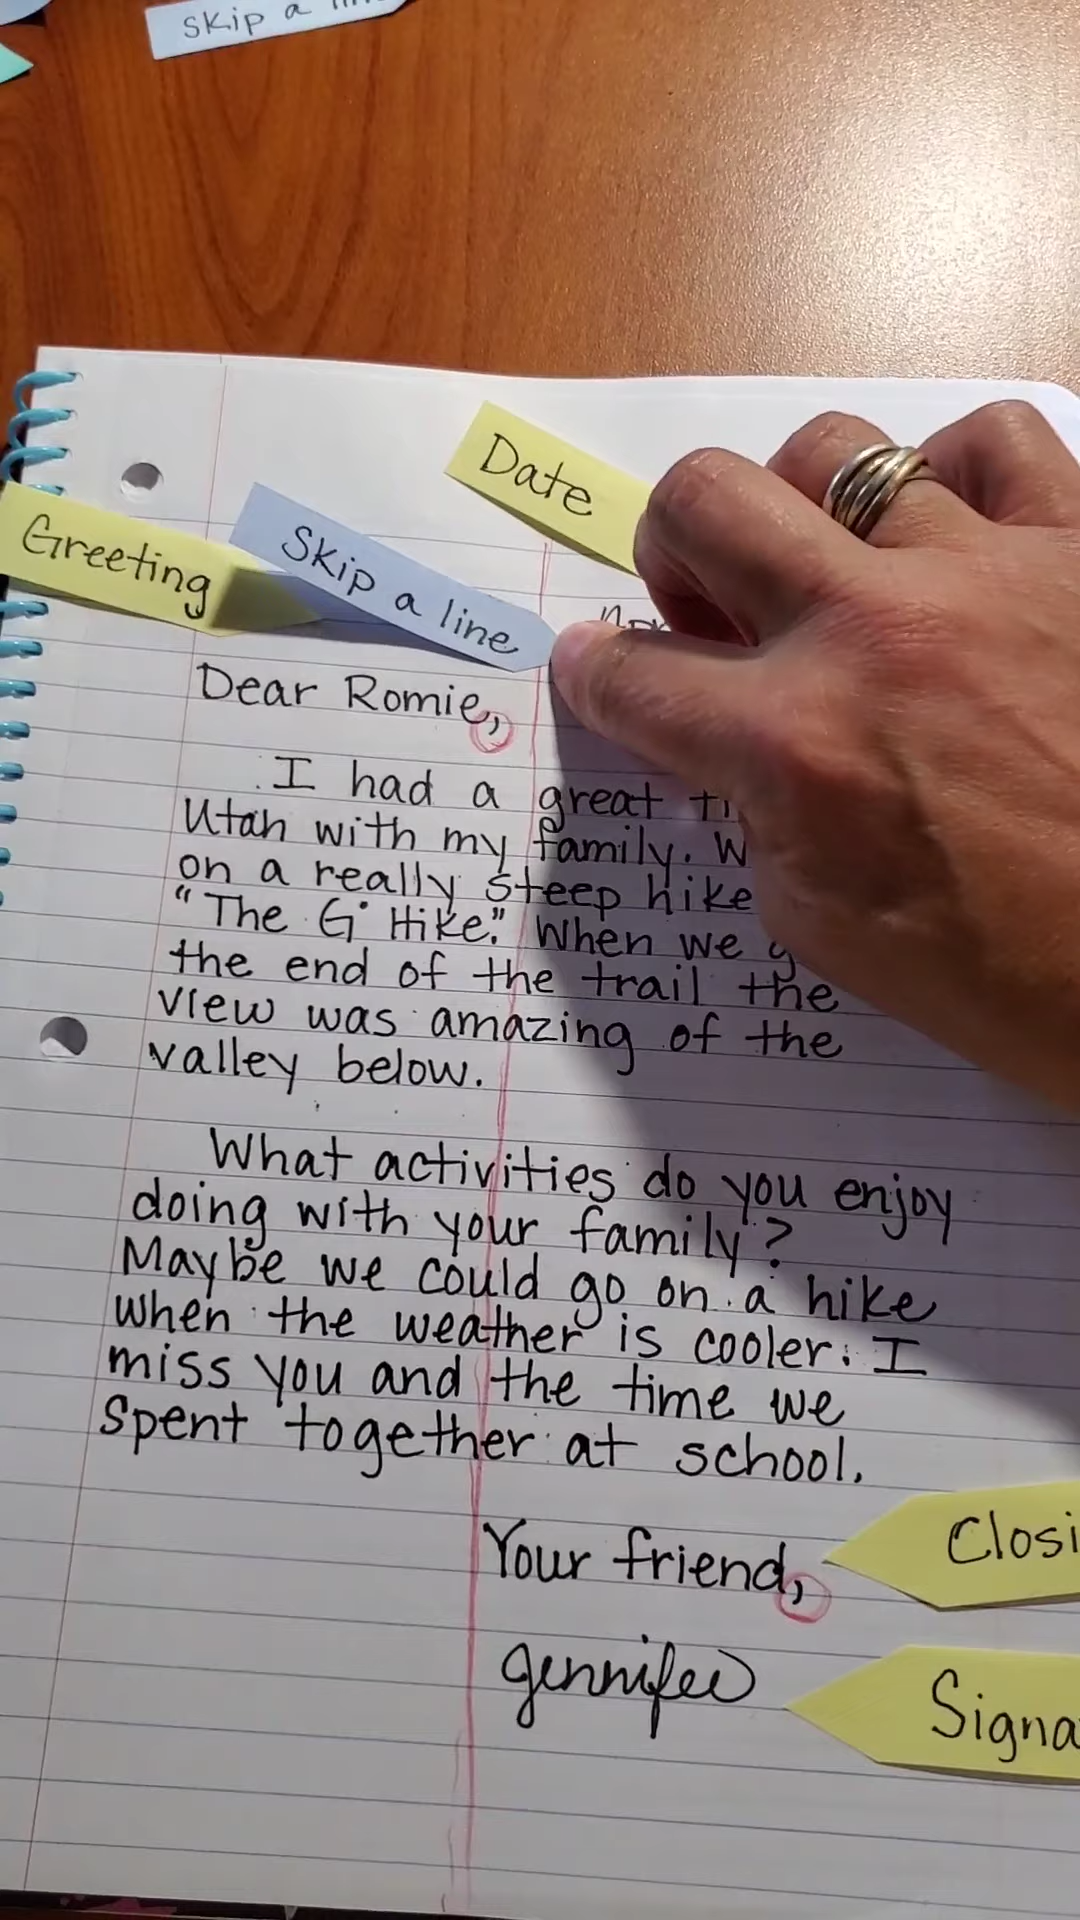 skip a line
Date
Greeting
Skip a line
Dear Romie,
I had a great
Utah with my family. W
on a really steep hike
"The G Hike." When we g
the end of the trail the
view was amazing of the
valley below.
What activities do you enjoy
doing with your family?
Maybe we could go on a hike
when the weather is cooler. I
miss you and the time we
spent together at school.
Your friend,
Closi
Jennifer
Signa